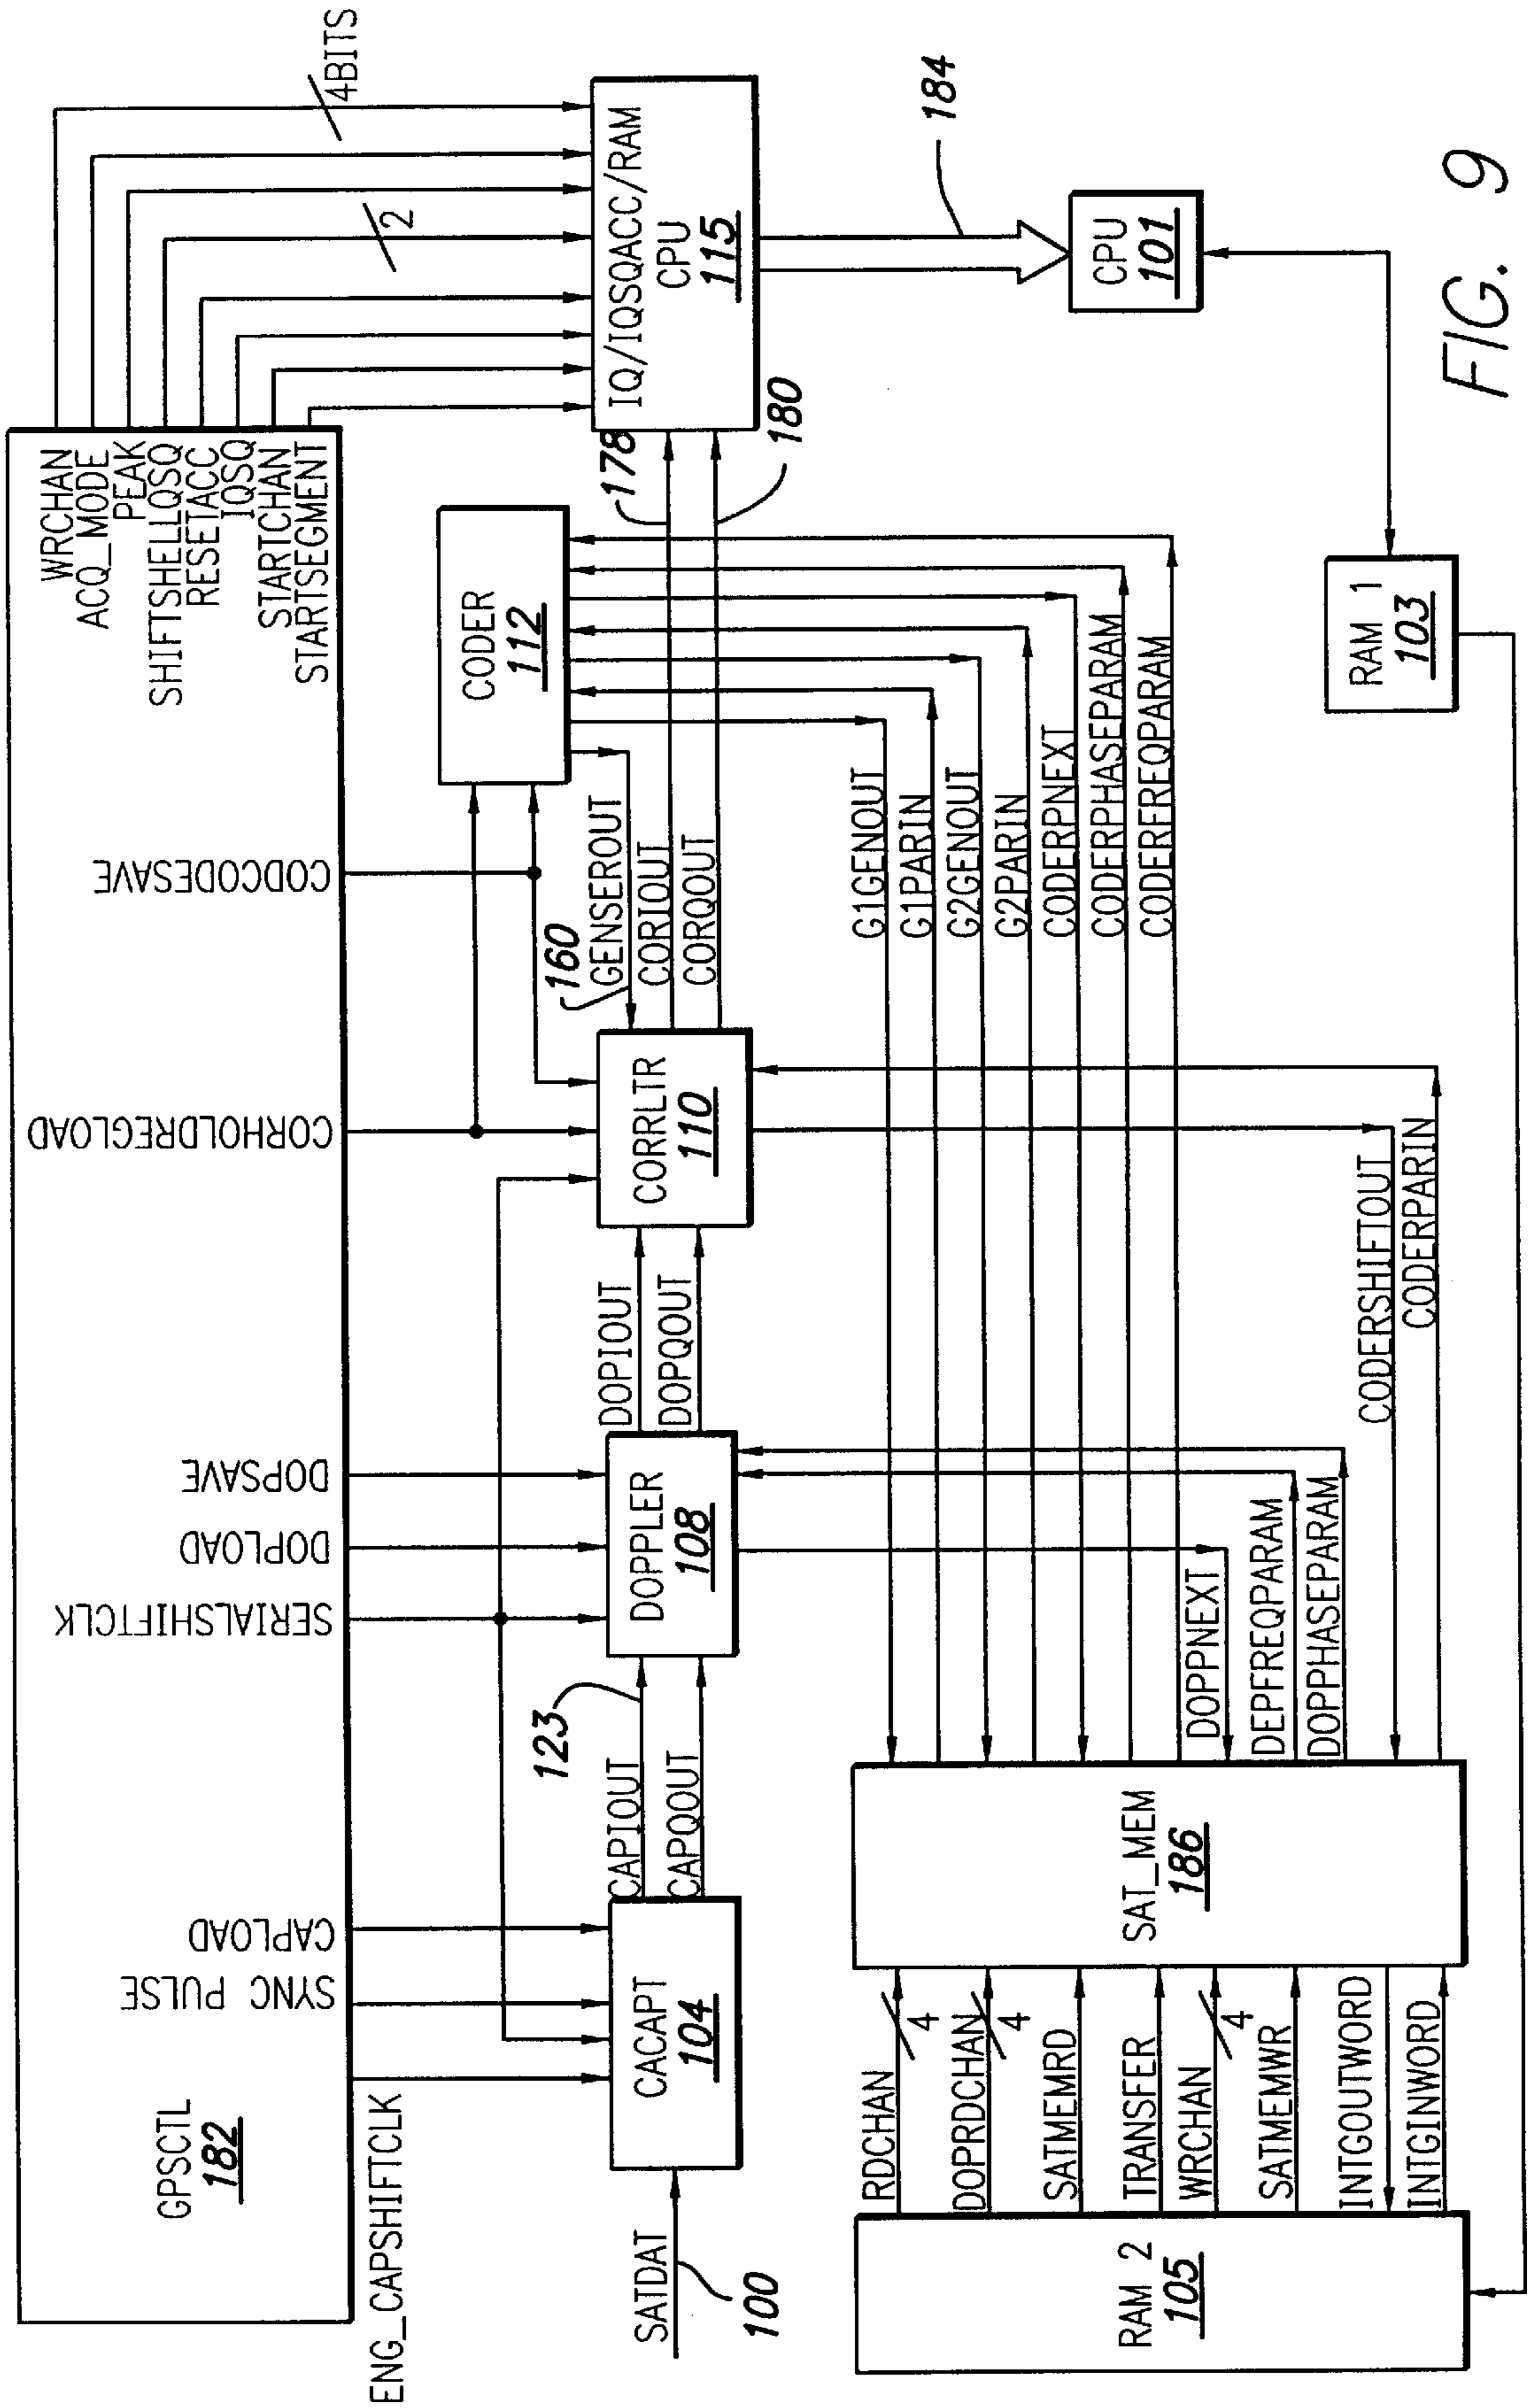 GPSCTL
182
ENG_CAPSHIFTCLK
SYNC PULSE
CAPLOAD
SERIALSHIFTCLK
DOPLOAD
DOPSAVE
CORHOLDREGLOAD
CODCODESAVE
WRCHAN
ACQ_MODE
PEAK
SHIFTSHELLQSQ
RESETACC
IQSQ
STARTCHAN
STARTSEGMENT
4BITS
2
SATDAT
100
CACAPT
104
CAPIOUT
CAPQOUT
123
DOPPLER
108
DOPIOUT
DOPQOUT
CORRLTR
110
160
GENSEROUT
CORIOUT
CORQOUT
CODER
112
178
180
IQ/IQSQACC/RAM
CPU
115
184
CPU
101
RAM 1
103
G1GENOUT
G1PARIN
G2GENOUT
G2PARIN
CODERPNEXT
CODERPHASEPARAM
CODERFREQPARAM
DOPPNEXT
DEPFREQPARAM
DOPPHASEPARAM
CODERSHIFTOUT
CODERPARIN
SAT_MEM
186
RDCHAN
4
DOPRDCHAN
4
SATMEMRD
TRANSFER
WRCHAN
4
SATMEMWR
INTGOUTWORD
INTGINWORD
RAM 2
105
FIG. 9